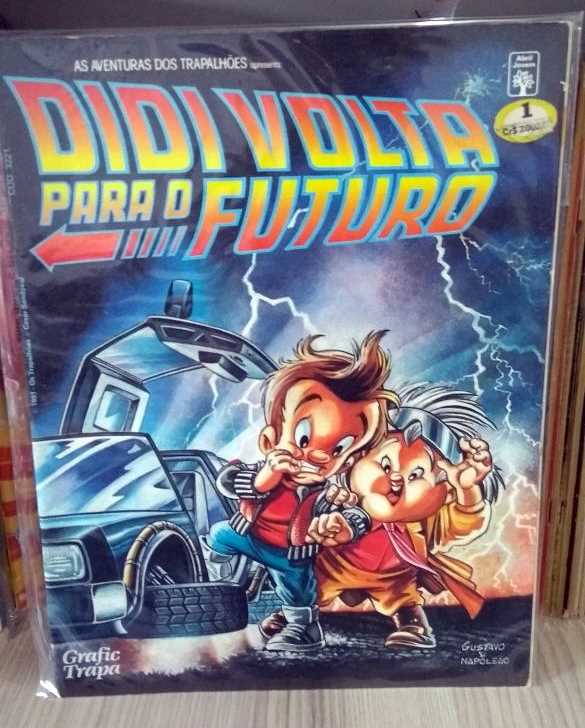 AS AVENTURAS DOS TRAPALHÕES apresenta:
Abril
Jovem
DIDI VOLTA
PARA O
FUTURO
1
Grafic
Trapa
GUSTAVO
E
NAPOLEÃO